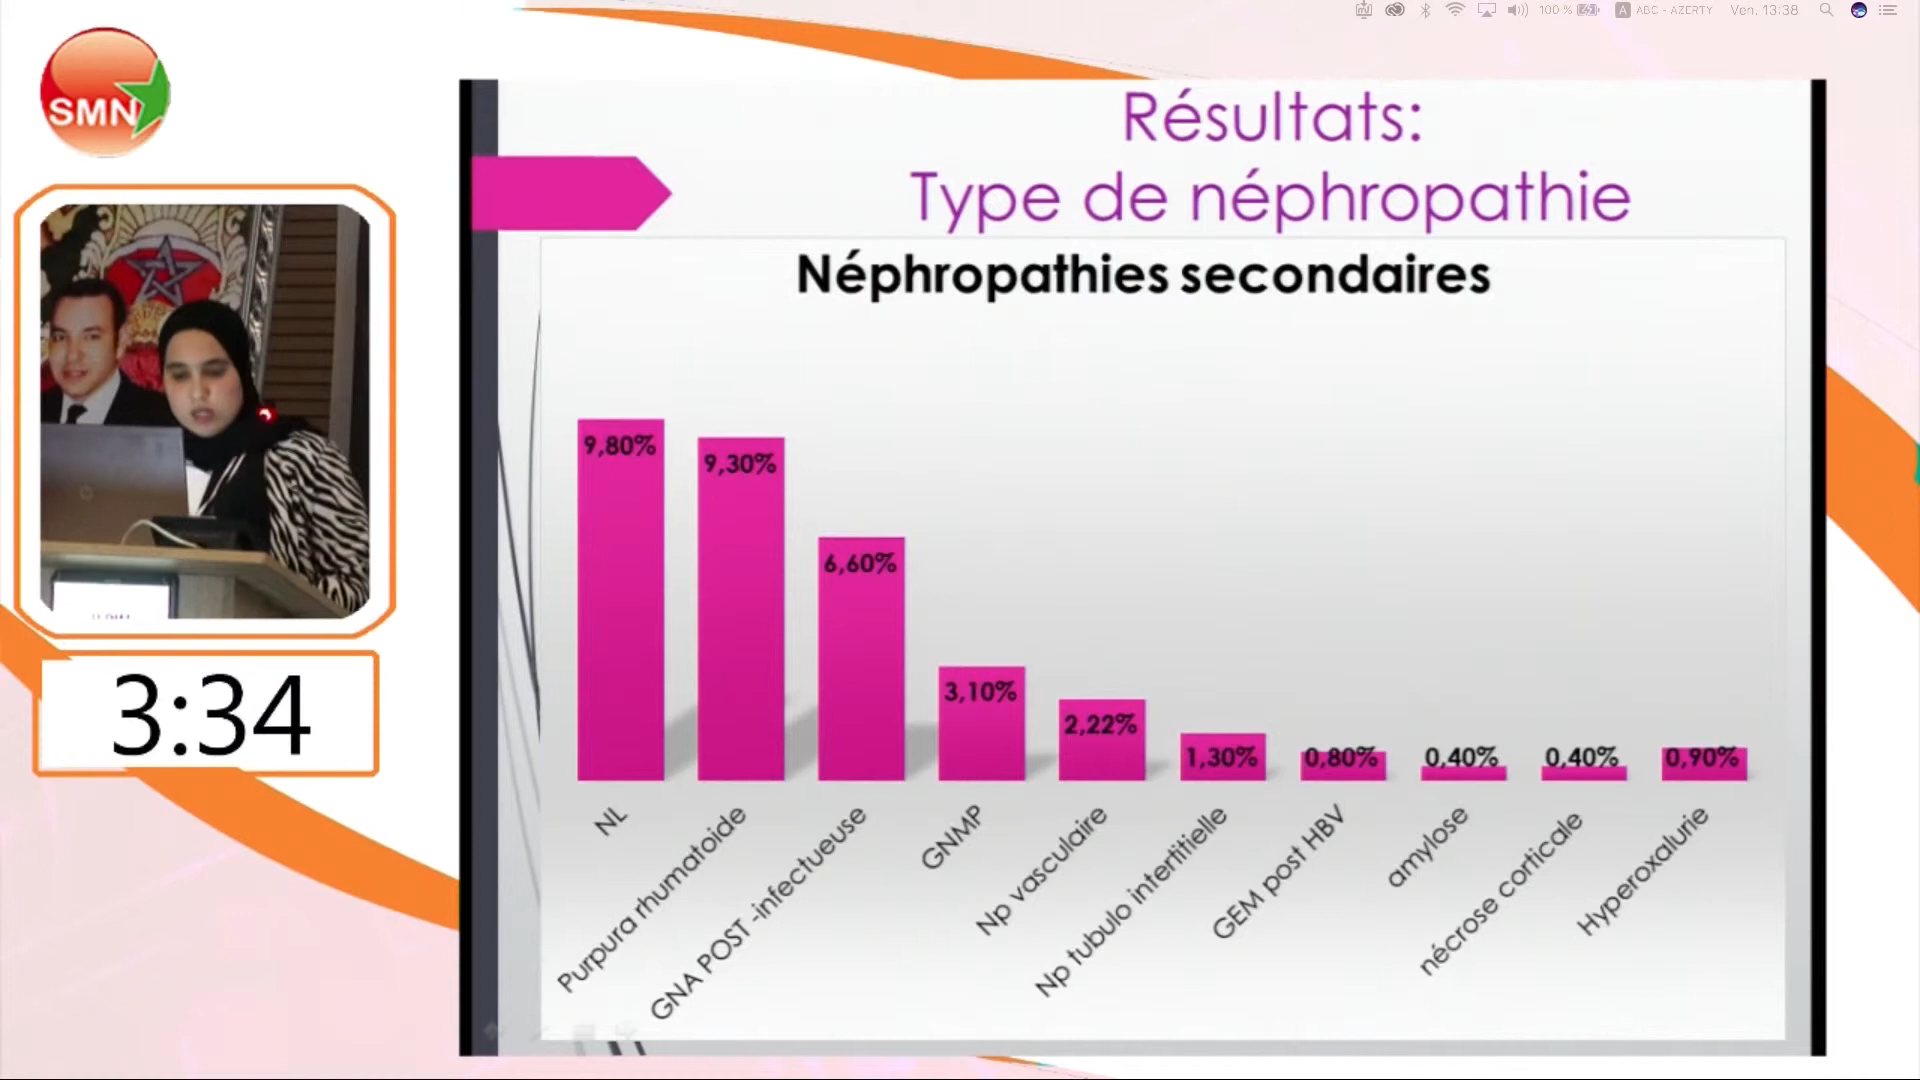 100 %
A
ABC - AZERTY
Ven. 13:38
SMN
Résultats:
Type de néphropathie
Néphropathies secondaires
9,80%
9,30%
6,60%
3,10%
2,22%
1,30%
0,80%
0,40%
0,40%
0,90%
NL
Purpura rhumatoide
GNA POST -infectueuse
GNMP
Np vasculaire
Np tubulo intertitielle
GEM post HBV
amylose
nécrose corticale
Hyperoxalurie
3:34